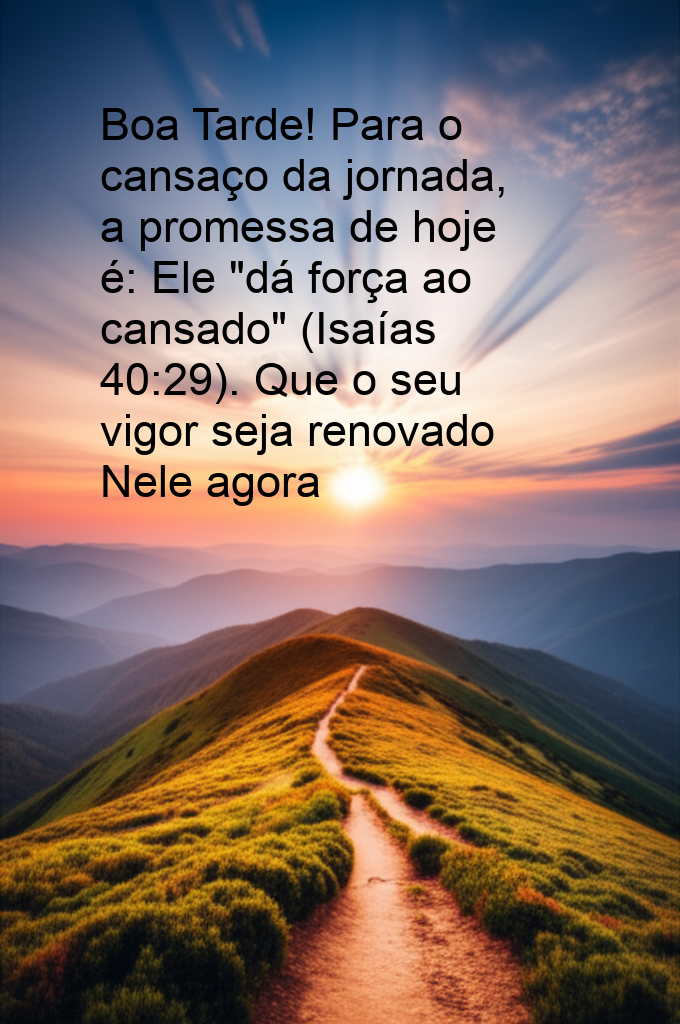 Boa Tarde! Para o
cansaço da jornada,
a promessa de hoje
é: Ele "dá força ao
cansado" (Isaías
40:29). Que o seu
vigor seja renovado
Nele agora